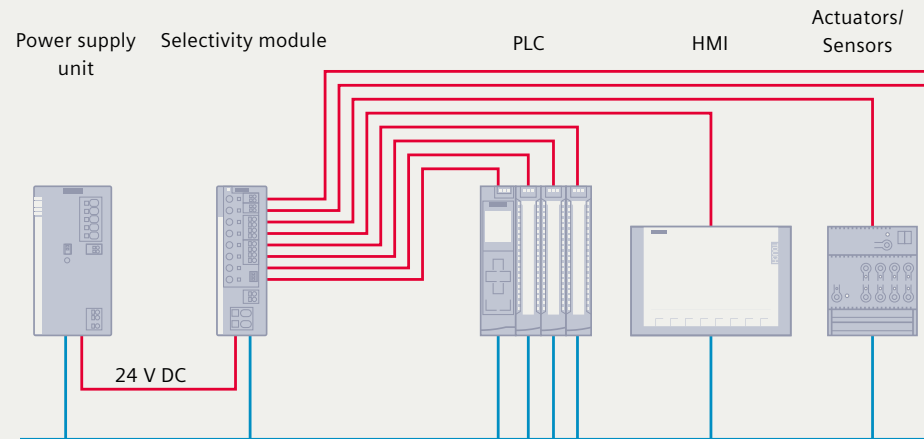 Power supply
unit
Selectivity module
PLC
HMI
Actuators/
Sensors
24 V DC